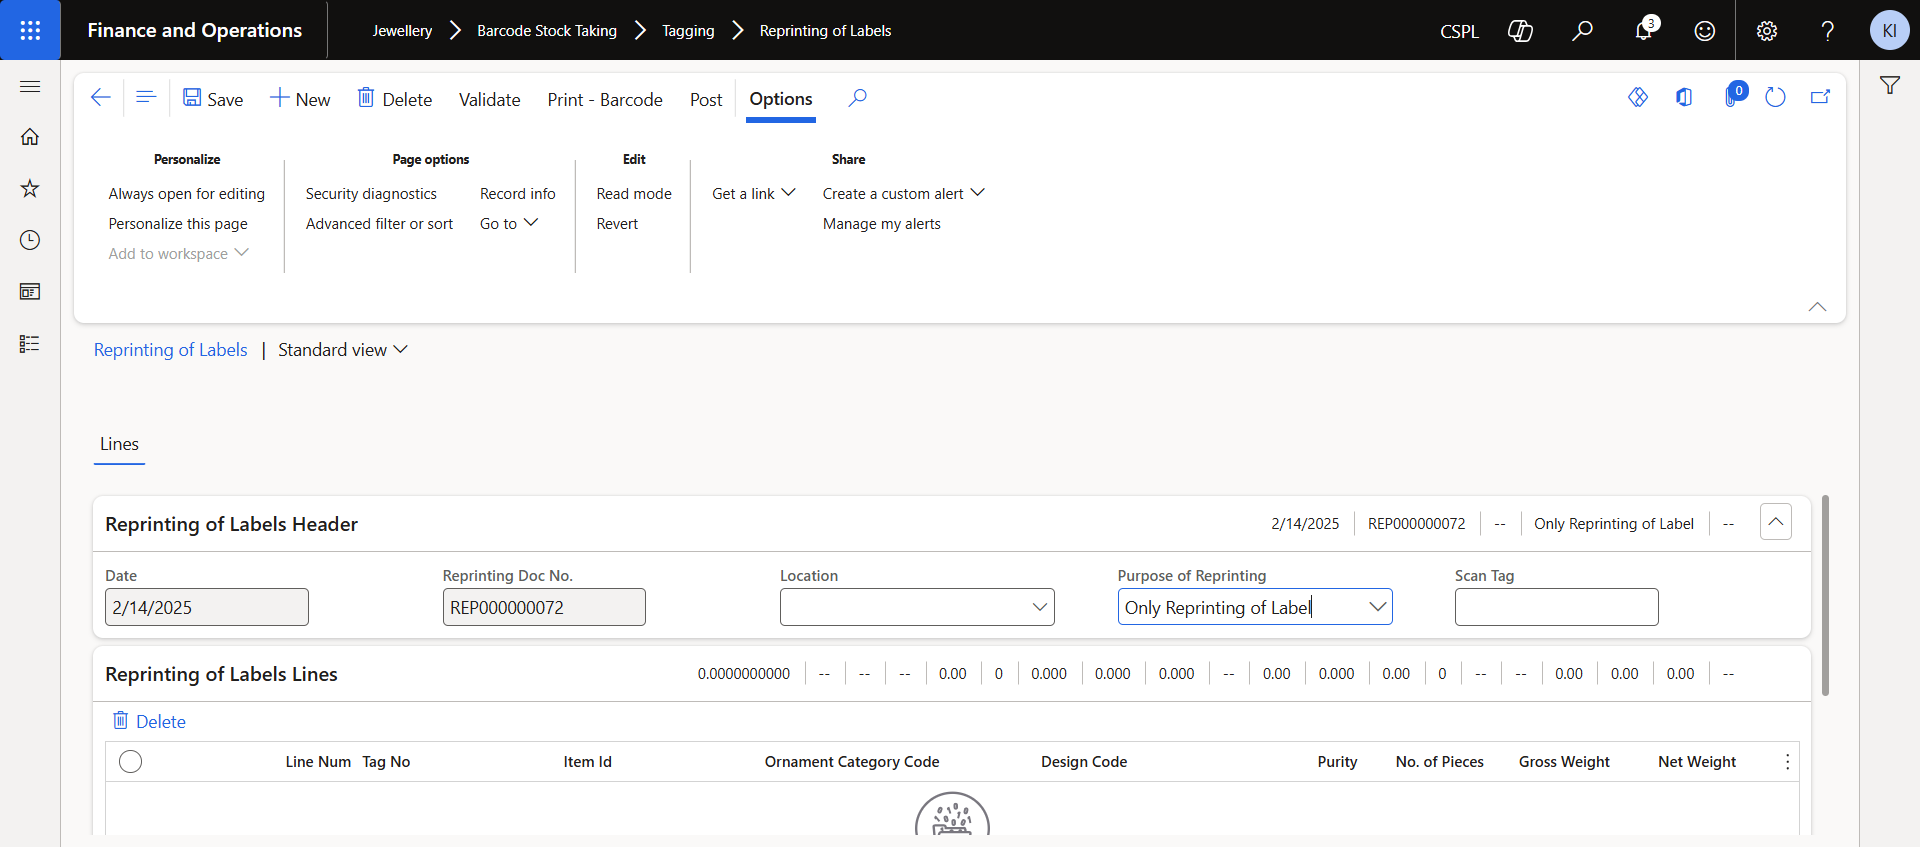 Finance and Operations
Jewellery Barcode Stock Taking Tagging Reprinting of Labels
CSPL 3 ? KI
Save New Delete Validate Print - Barcode Post Options 0
Personalize Page options Edit Share
Always open for editing Security diagnostics Record info Read mode Get a link Create a custom alert
Personalize this page Advanced filter or sort Go to Revert Manage my alerts
Add to workspace
Reprinting of Labels | Standard view
Lines
Reprinting of Labels Header 2/14/2025 REP000000072 -- Only Reprinting of Label --
Date Reprinting Doc No. Location Purpose of Reprinting Scan Tag
2/14/2025 REP000000072 Only Reprinting of Label
Reprinting of Labels Lines 0.0000000000 -- -- -- 0.00 0 0.000 0.000 0.000 -- 0.00 0.000 0.00 0 -- -- 0.00 0.00 0.00 --
Delete
Line Num Tag No Item Id Ornament Category Code Design Code Purity No. of Pieces Gross Weight Net Weight